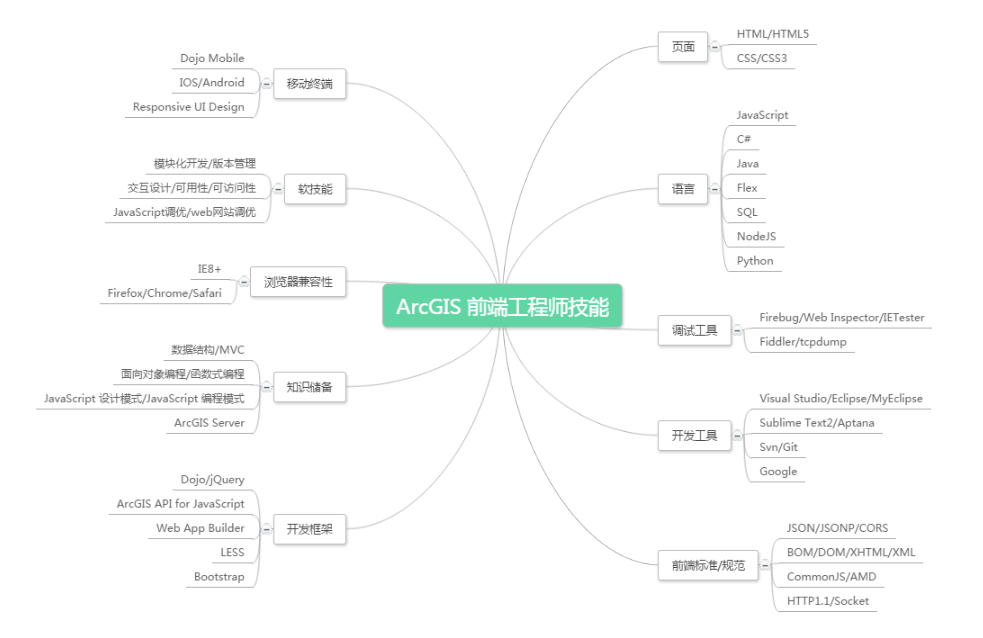 ArcGIS 前端工程师技能
移动终端
Dojo Mobile
IOS/Android
Responsive UI Design
软技能
模块化开发/版本管理
交互设计/可用性/可访问性
JavaScript调优/web网站调优
浏览器兼容性
IE8+
Firefox/Chrome/Safari
知识储备
数据结构/MVC
面向对象编程/函数式编程
JavaScript 设计模式/JavaScript 编程模式
ArcGIS Server
开发框架
Dojo/jQuery
ArcGIS API for JavaScript
Web App Builder
LESS
Bootstrap
页面
HTML/HTML5
CSS/CSS3
语言
JavaScript
C#
Java
Flex
SQL
NodeJS
Python
调试工具
Firebug/Web Inspector/IETester
Fiddler/tcpdump
开发工具
Visual Studio/Eclipse/MyEclipse
Sublime Text2/Aptana
Svn/Git
Google
前端标准/规范
JSON/JSONP/CORS
BOM/DOM/XHTML/XML
CommonJS/AMD
HTTP1.1/Socket